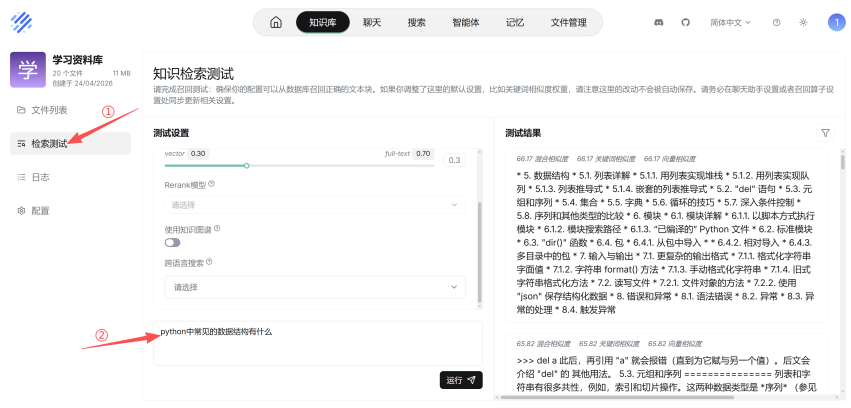 知识库
聊天
搜索
智能体
记忆
文件管理
简体中文
1
学
学习资料库
20 个文件
11 MB
创建于 24/04/2026
①
文件列表
检索测试
日志
配置
知识检索测试
请完成召回测试：确保你的配置可以从数据库召回正确的文本块。如果你调整了这里的默认设置，比如关键词相似度权重，请注意这里的改动不会被自动保存。请务必在聊天助手设置或者召回算子设
置处同步更新相关设置。
测试设置
vector 0.30
full-text 0.70
0.3
Rerank模型
请选择
使用知识图谱
跨语言搜索
请选择
②
python中常见的数据结构有什么
运行
测试结果
66.17 混合相似度 66.17 关键词相似度 66.17 向量相似度
* 5. 数据结构 * 5.1. 列表详解 * 5.1.1. 用列表实现堆栈 * 5.1.2. 用列表实现队
列 * 5.1.3. 列表推导式 * 5.1.4. 嵌套的列表推导式 * 5.2. "del" 语句 * 5.3. 元
组和序列 * 5.4. 集合 * 5.5. 字典 * 5.6. 循环的技巧 * 5.7. 深入条件控制 *
5.8. 序列和其他类型的比较 * 6. 模块 * 6.1. 模块详解 * 6.1.1. 以脚本方式执行
模块 * 6.1.2. 模块搜索路径 * 6.1.3. “已编译的” Python 文件 * 6.2. 标准模块
* 6.3. "dir()" 函数 * 6.4. 包 * 6.4.1. 从包中导入 * * 6.4.2. 相对导入 * 6.4.3.
多目录中的包 * 7. 输入与输出 * 7.1. 更复杂的输出格式 * 7.1.1. 格式化字符串
字面值 * 7.1.2. 字符串 format() 方法 * 7.1.3. 手动格式化字符串 * 7.1.4. 旧式
字符串格式化方法 * 7.2. 读写文件 * 7.2.1. 文件对象的方法 * 7.2.2. 使用
"json" 保存结构化数据 * 8. 错误和异常 * 8.1. 语法错误 * 8.2. 异常 * 8.3. 异
常的处理 * 8.4. 触发异常
65.82 混合相似度 65.82 关键词相似度 65.82 向量相似度
>>> del a 此后，再引用 "a" 就会报错（直到为它赋与另一个值）。后文会
介绍 "del" 的 其他用法。 5.3. 元组和序列 =============== 列表和字
符串有很多共性，例如，索引和切片操作。这两种数据类型是 *序列* （参见